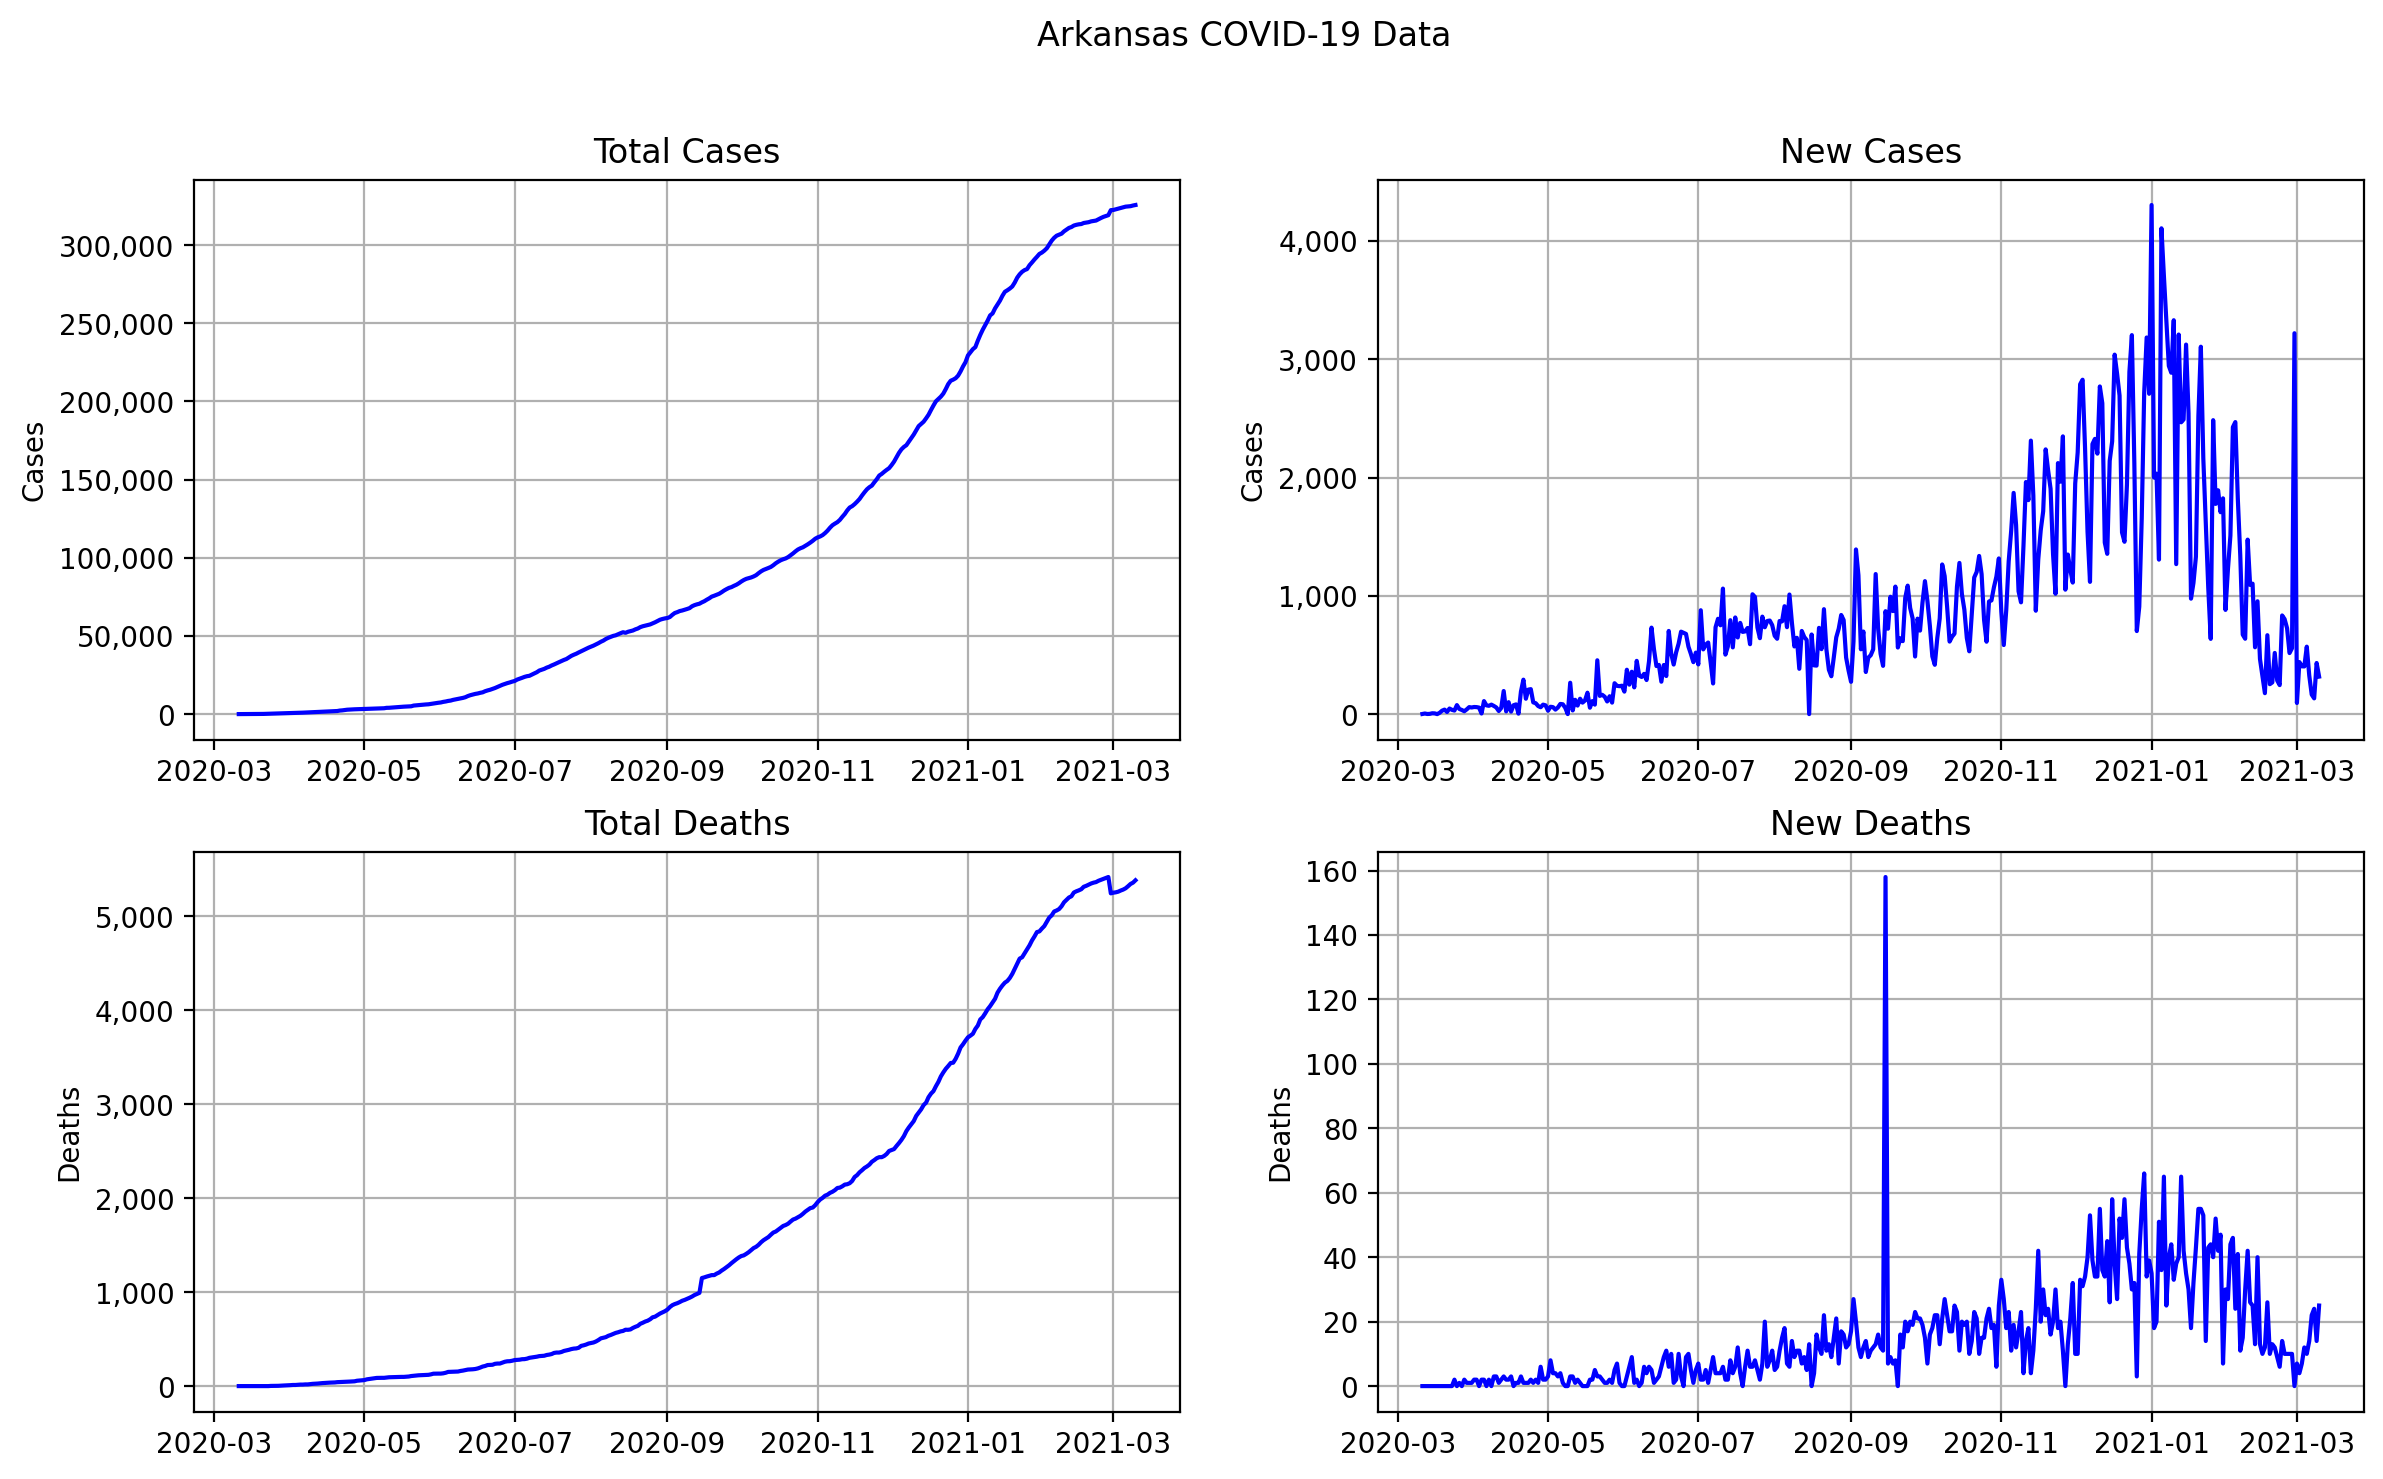 Arkansas COVID-19 Data
Total Cases
Cases
300,000
250,000
200,000
150,000
100,000
50,000
0
2020-03 2020-05 2020-07 2020-09 2020-11 2021-01 2021-03
New Cases
Cases
4,000
3,000
2,000
1,000
0
2020-03 2020-05 2020-07 2020-09 2020-11 2021-01 2021-03
Total Deaths
Deaths
5,000
4,000
3,000
2,000
1,000
0
2020-03 2020-05 2020-07 2020-09 2020-11 2021-01 2021-03
New Deaths
Deaths
160
140
120
100
80
60
40
20
0
2020-03 2020-05 2020-07 2020-09 2020-11 2021-01 2021-03